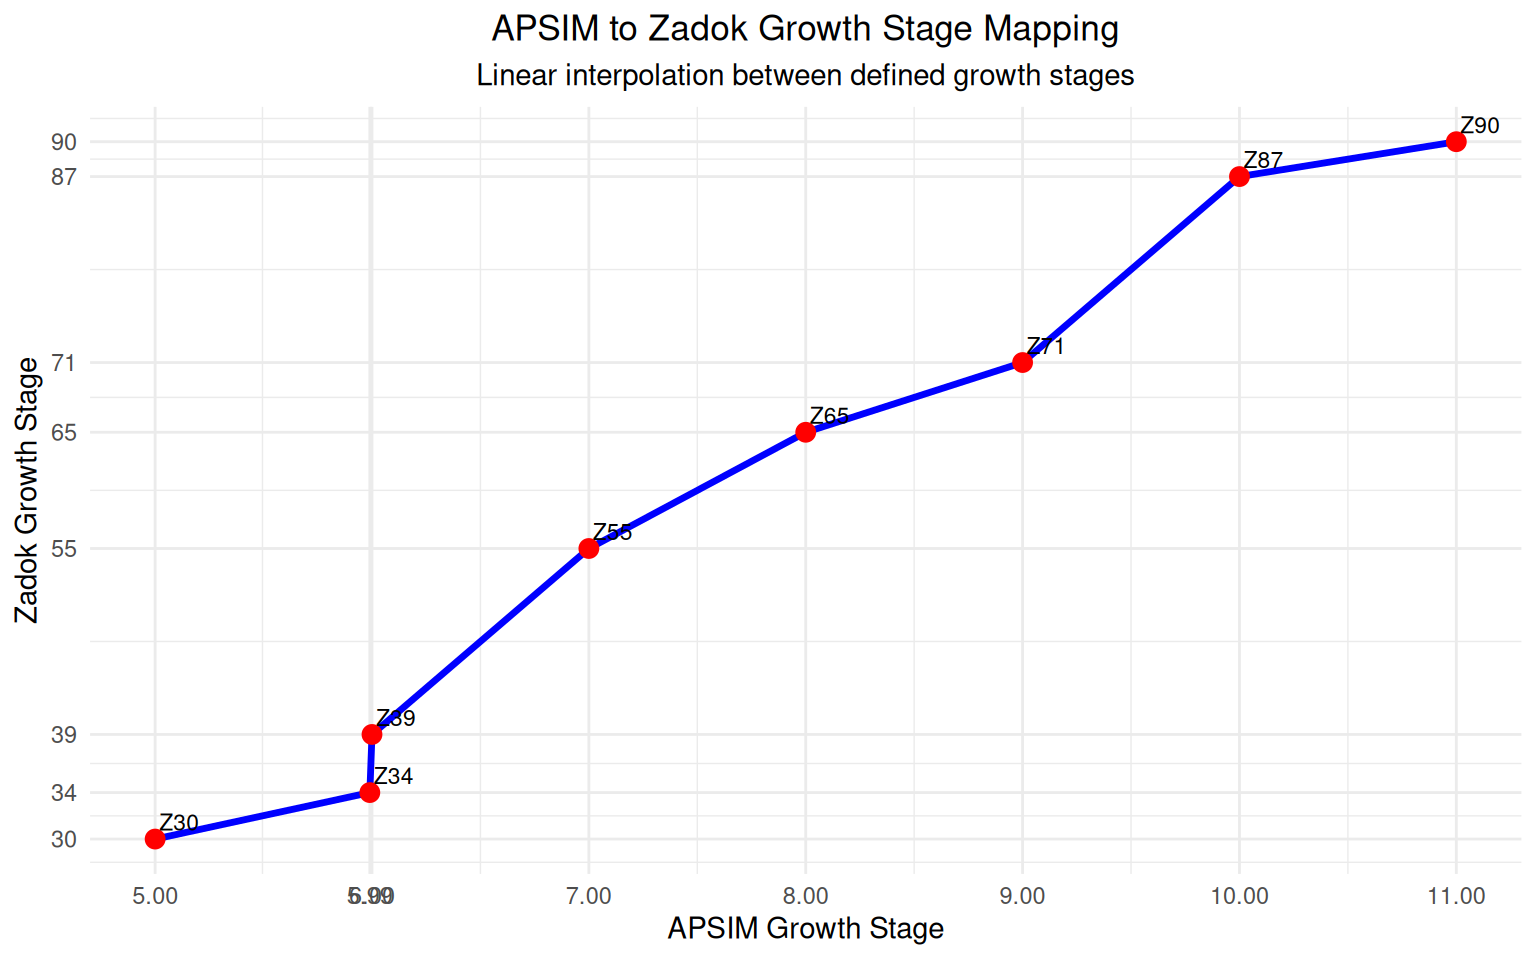 APSIM to Zadok Growth Stage Mapping
Linear interpolation between defined growth stages
Zadok Growth Stage
90
87
71
65
55
39
34
30
Z90
Z87
Z71
Z65
Z55
Z39
Z34
Z30
5.00
7.00
8.00
9.00
10.00
11.00
APSIM Growth Stage